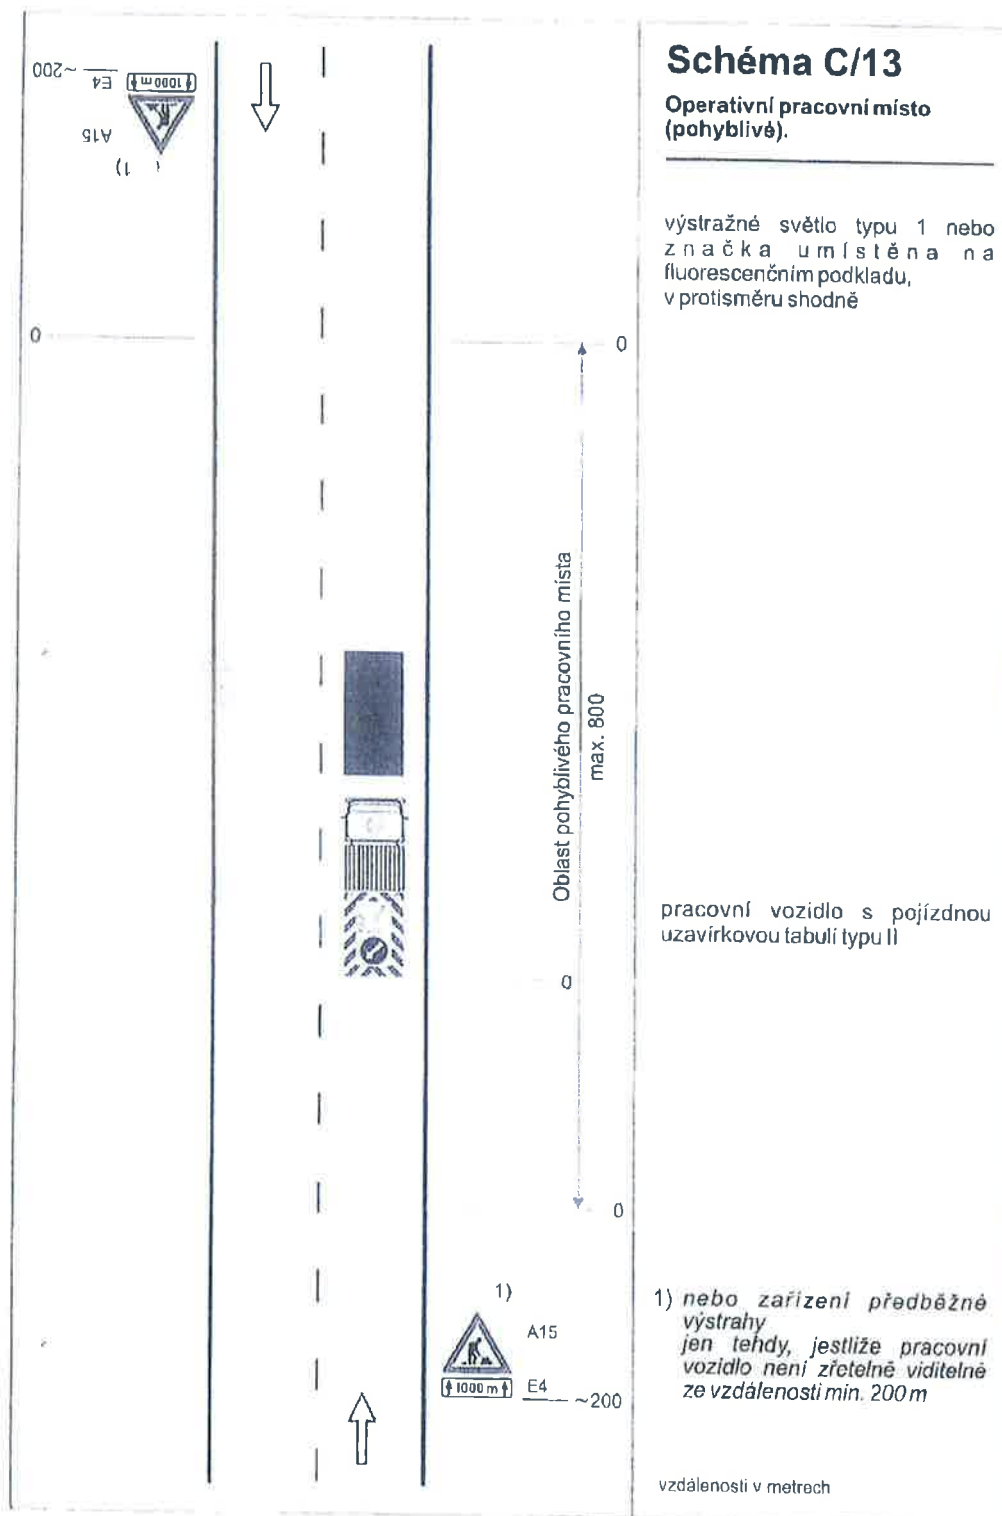 Schéma C/13
Operativní pracovní místo
(pohyblivé).
výstražné světlo typu 1 nebo
značka umístěna na
fluorescenčním podkladu,
v protisměru shodně
~200
E4
1000 m
A15
1)
0
0
Oblast pohyblivého pracovního místa
max. 800
pracovní vozidlo s pojízdnou
uzavírkovou tabulí typu II
0
0
1)
A15
1000 m
E4
~200
1) nebo zařízení předběžné
výstrahy
jen tehdy, jestliže pracovní
vozidlo není zřetelně viditelné
ze vzdálenosti min. 200 m
vzdálenosti v metrech